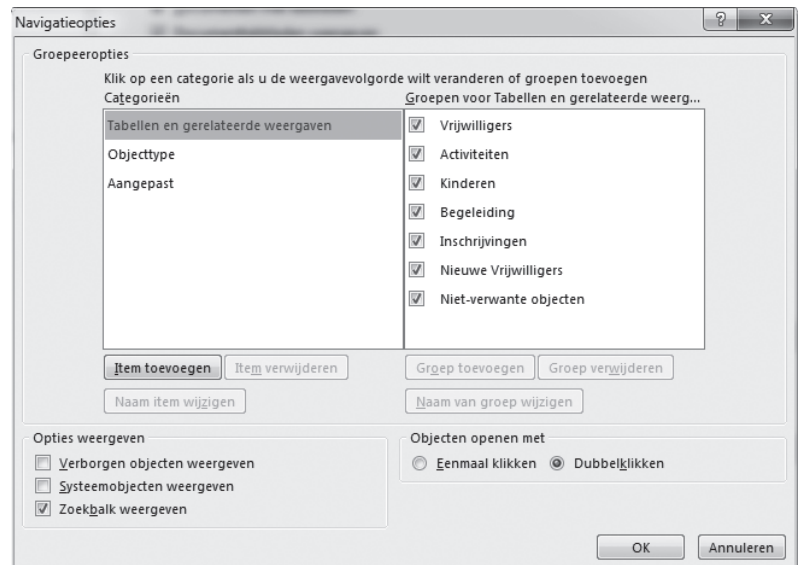 Navigatieopties
Groepeeropties
Klik op een categorie als u de weergavevolgorde wilt veranderen of groepen toevoegen
Categorieën
Groepen voor Tabellen en gerelateerde weerg...
Tabellen en gerelateerde weergaven
Objecttype
Aangepast
Vrijwilligers
Activiteiten
Kinderen
Begeleiding
Inschrijvingen
Nieuwe Vrijwilligers
Niet-verwante objecten
Item toevoegen
Item verwijderen
Groep toevoegen
Groep verwijderen
Naam item wijzigen
Naam van groep wijzigen
Opties weergeven
Verborgen objecten weergeven
Systeemobjecten weergeven
Zoekbalk weergeven
Objecten openen met
Eenmaal klikken
Dubbelklikken
OK
Annuleren